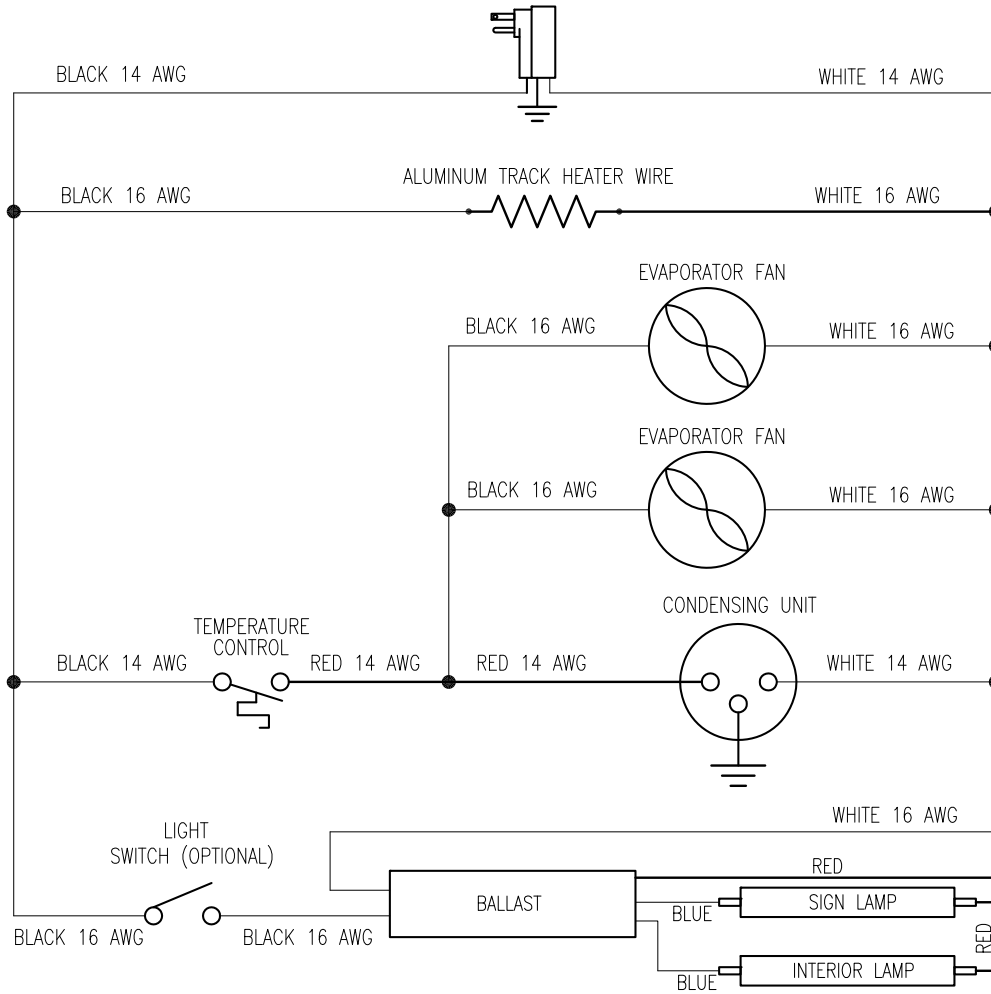 BLACK 14 AWG
WHITE 14 AWG
ALUMINUM TRACK HEATER WIRE
BLACK 16 AWG
WHITE 16 AWG
EVAPORATOR FAN
BLACK 16 AWG
WHITE 16 AWG
EVAPORATOR FAN
BLACK 16 AWG
WHITE 16 AWG
CONDENSING UNIT
TEMPERATURE
CONTROL
BLACK 14 AWG
RED 14 AWG
RED 14 AWG
WHITE 14 AWG
WHITE 16 AWG
LIGHT
SWITCH (OPTIONAL)
RED
BALLAST
SIGN LAMP
BLUE
BLACK 16 AWG
BLACK 16 AWG
RED
INTERIOR LAMP
BLUE